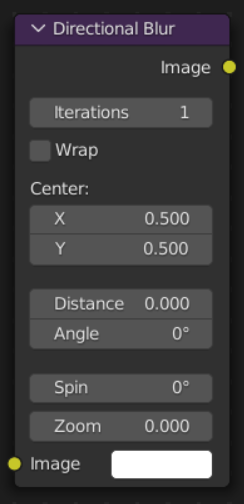 Directional Blur
Image
Iterations 1
Wrap
Center:
X 0.500
Y 0.500
Distance 0.000
Angle 0°
Spin 0°
Zoom 0.000
Image